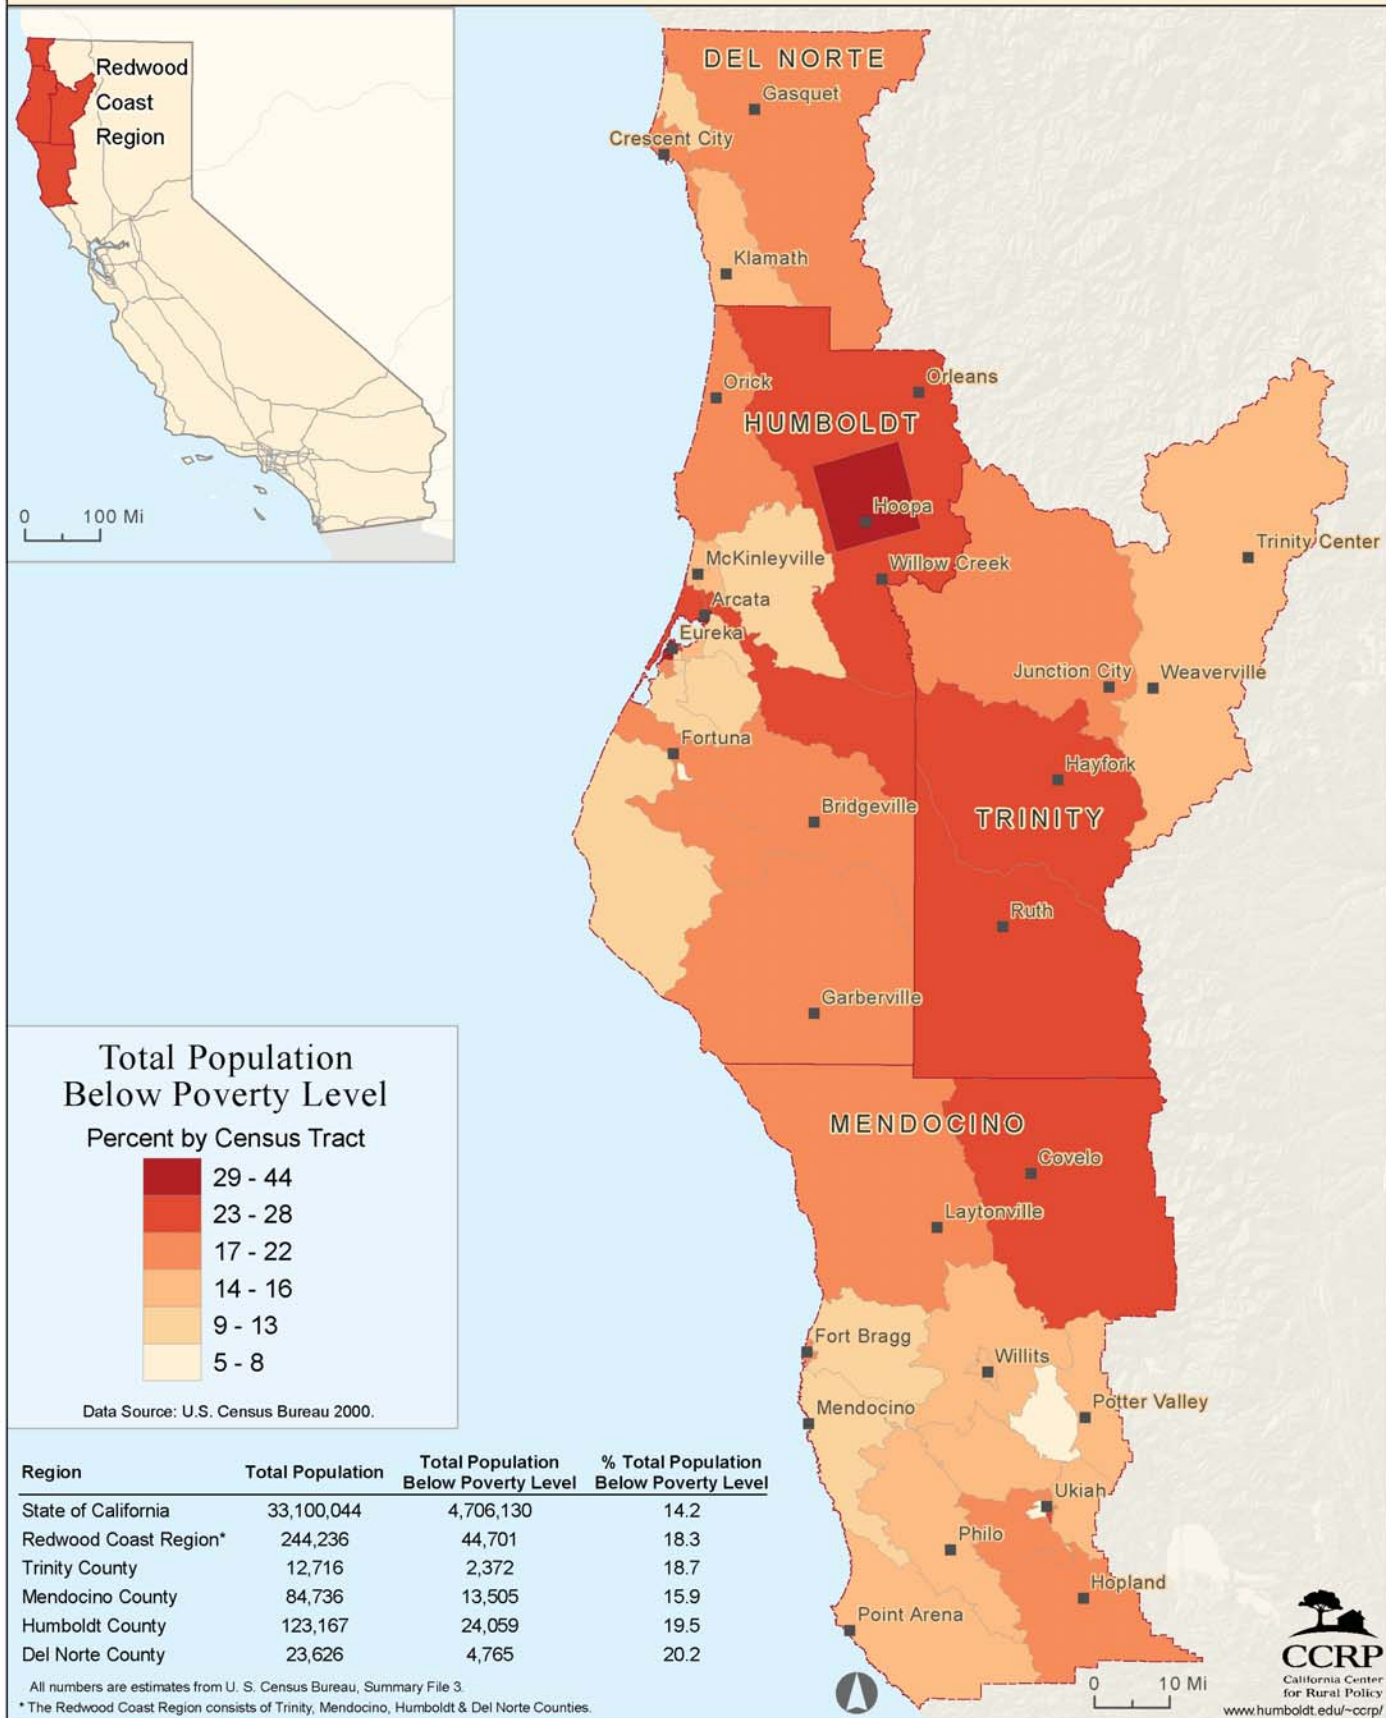 Redwood
Coast
Region
0 100 Mi
DEL NORTE
Gasquet
Crescent City
Klamath
Orick
Orleans
HUMBOLDT
Hoopa
Trinity Center
McKinleyville
Willow Creek
Arcata
Eureka
Junction City
Weaverville
Fortuna
Hayfork
Bridgeville
TRINITY
Ruth
Garberville
MENDOCINO
Covelo
Laytonville
Fort Bragg
Willits
Mendocino
Potter Valley
Ukiah
Philo
Hopland
Point Arena
0 10 Mi
Total Population
Below Poverty Level
Percent by Census Tract
29 - 44
23 - 28
17 - 22
14 - 16
9 - 13
5 - 8
Data Source: U.S. Census Bureau 2000.
Region Total Population Total Population Below Poverty Level % Total Population Below Poverty Level
State of California 33,100,044 4,706,130 14.2
Redwood Coast Region* 244,236 44,701 18.3
Trinity County 12,716 2,372 18.7
Mendocino County 84,736 13,505 15.9
Humboldt County 123,167 24,059 19.5
Del Norte County 23,626 4,765 20.2
All numbers are estimates from U. S. Census Bureau, Summary File 3.
* The Redwood Coast Region consists of Trinity, Mendocino, Humboldt & Del Norte Counties.
CCRP
California Center
for Rural Policy
www.humboldt.edu/~ccrp/